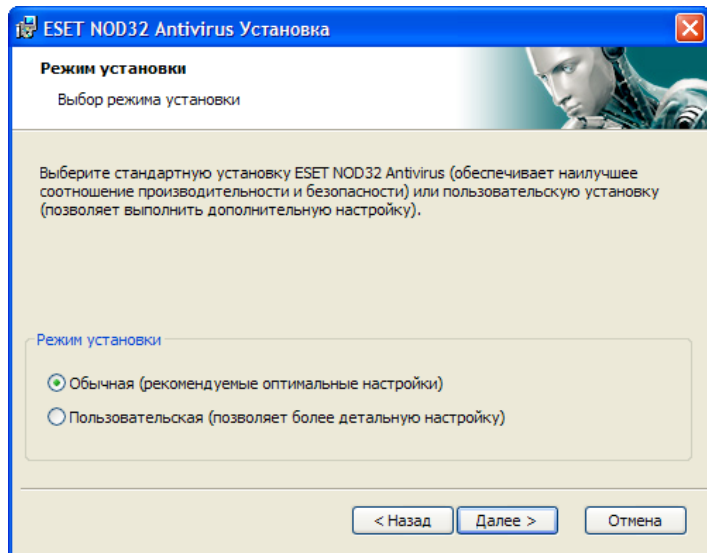 ESET NOD32 Antivirus Установка
Режим установки
Выбор режима установки
Выберите стандартную установку ESET NOD32 Antivirus (обеспечивает наилучшее
соотношение производительности и безопасности) или пользовательскую установку
(позволяет выполнить дополнительную настройку).
Режим установки
Обычная (рекомендуемые оптимальные настройки)
Пользовательская (позволяет более детальную настройку)
< Назад Далее > Отмена